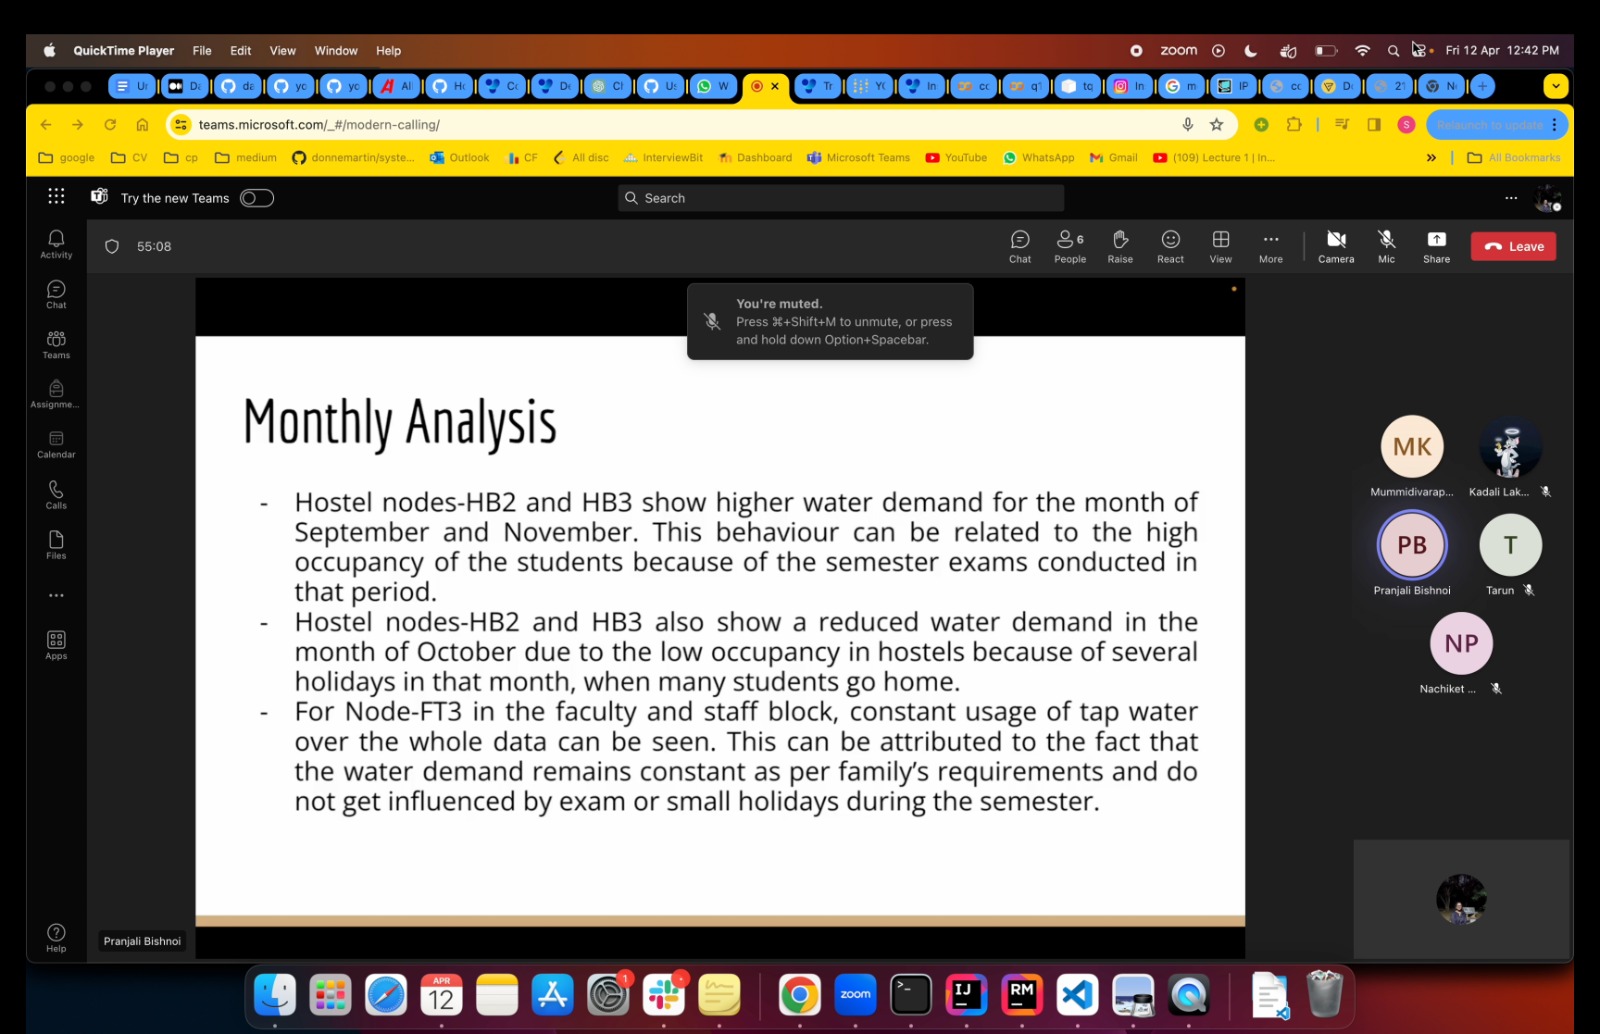 QuickTime Player File Edit View Window Help
zoom Fri 12 Apr 12:42 PM
teams.microsoft.com/_#/modern-calling/
S Relaunch to update
google CV cp medium donnemartin/syste... Outlook CF All disc InterviewBit Dashboard Microsoft Teams YouTube WhatsApp Gmail (109) Lecture 1 | In... » All Bookmarks
Try the new Teams
Search
Activity
Chat
Teams
Assignme...
Calendar
Calls
Files
Apps
Help
55:08
6
Chat People Raise React View More Camera Mic Share Leave
You're muted.
Press ⌘+Shift+M to unmute, or press
and hold down Option+Spacebar.
Monthly Analysis
- Hostel nodes-HB2 and HB3 show higher water demand for the month of
September and November. This behaviour can be related to the high
occupancy of the students because of the semester exams conducted in
that period.
- Hostel nodes-HB2 and HB3 also show a reduced water demand in the
month of October due to the low occupancy in hostels because of several
holidays in that month, when many students go home.
- For Node-FT3 in the faculty and staff block, constant usage of tap water
over the whole data can be seen. This can be attributed to the fact that
the water demand remains constant as per family's requirements and do
not get influenced by exam or small holidays during the semester.
MK
Mummidivarap... Kadali Lak...
PB T
Pranjali Bishnoi Tarun
NP
Nachiket ...
Pranjali Bishnoi
APR
12
1
zoom
IJ
RM